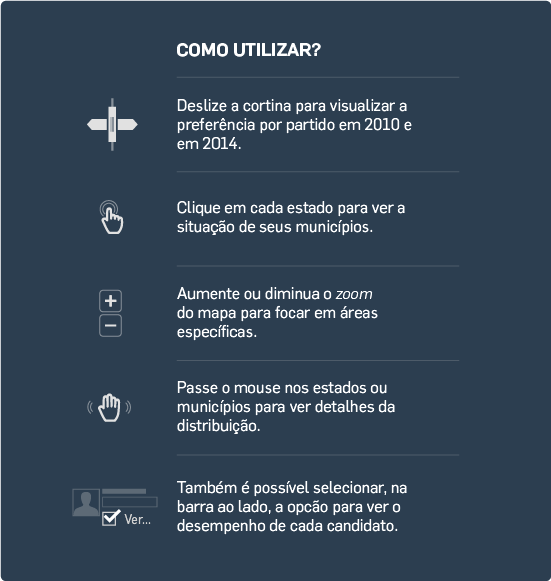 COMO UTILIZAR?
Deslize a cortina para visualizar a
preferência por partido em 2010 e
em 2014.
Clique em cada estado para ver a
situação de seus municípios.
+
Aumente ou diminua o zoom
do mapa para focar em áreas
específicas.
−
Passe o mouse nos estados ou
municípios para ver detalhes da
distribuição.
Também é possível selecionar, na
barra ao lado, a opcão para ver o
desempenho de cada candidato.
Ver...